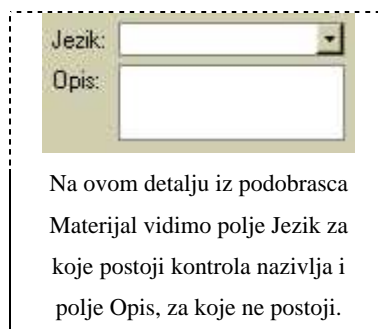 Jezik:
Opis:
Na ovom detalju iz podobrasca
Materijal vidimo polje Jezik za
koje postoji kontrola nazivlja i
polje Opis, za koje ne postoji.